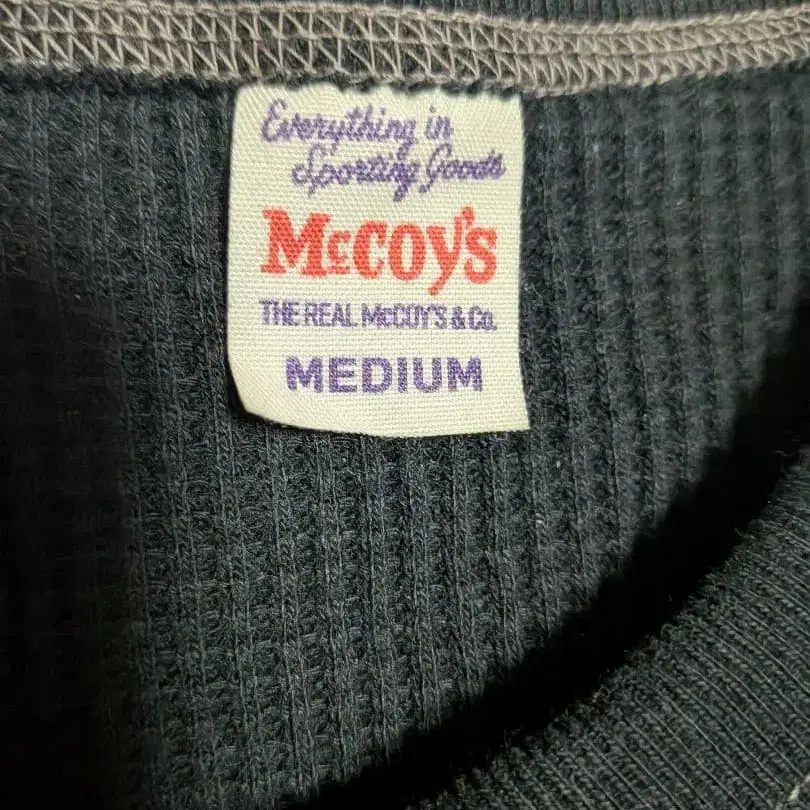 Everything in
Sporting Goods
McCOY'S
THE REAL McCOY'S & Co.
MEDIUM